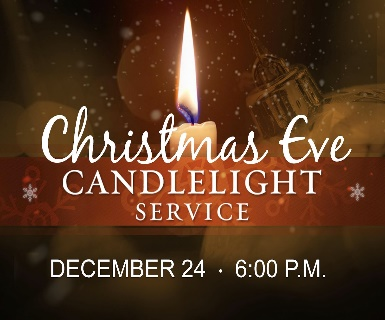 Christmas Eve
CANDLELIGHT
SERVICE
DECEMBER 24 • 6:00 P.M.